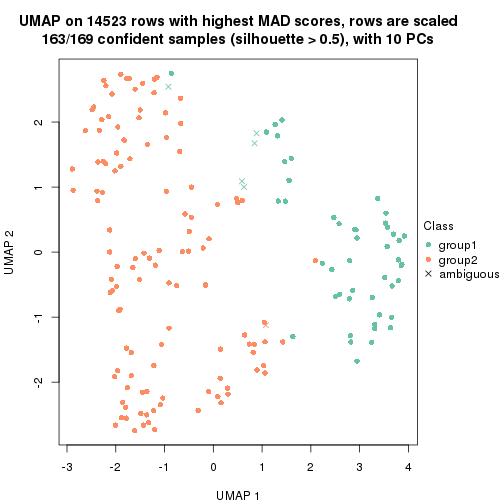 UMAP on 14523 rows with highest MAD scores, rows are scaled
163/169 confident samples (silhouette > 0.5), with 10 PCs
2
1
0
-1
-2
UMAP 2
-3
-2
-1
0
1
2
3
4
UMAP 1
Class
group1
group2
ambiguous